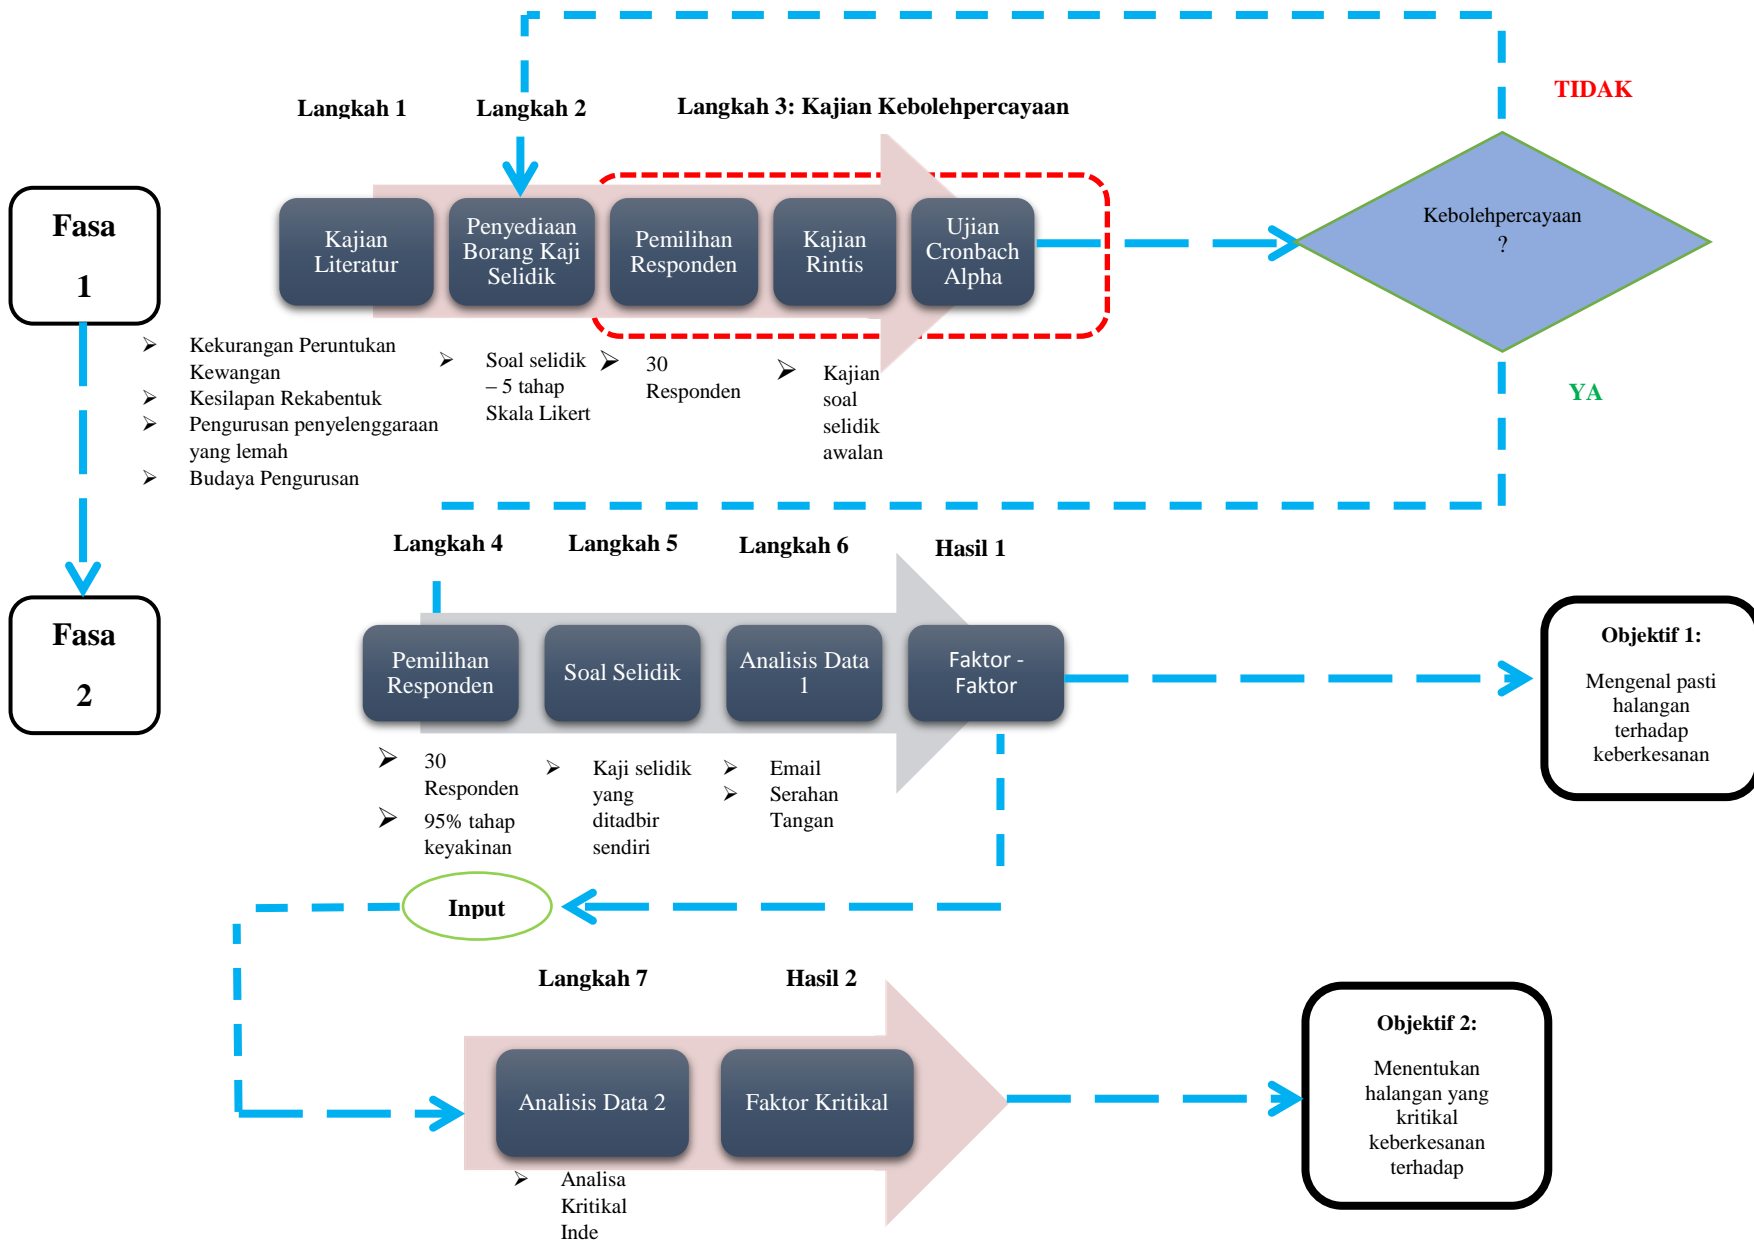 TIDAK
Langkah 1
Langkah 2
Langkah 3: Kajian Kebolehpercayaan
Fasa
1
Kajian
Literatur
Penyediaan
Borang Kaji
Selidik
Pemilihan
Responden
Kajian
Rintis
Ujian
Cronbach
Alpha
Kebolehpercayaan
?
YA
Kekurangan Peruntukan
Kewangan
Kesilapan Rekabentuk
Pengurusan penyelenggaraan
yang lemah
Budaya Pengurusan
Soal selidik
– 5 tahap
Skala Likert
30
Responden
Kajian
soal
selidik
awalan
Langkah 4
Langkah 5
Langkah 6
Hasil 1
Fasa
2
Pemilihan
Responden
Soal Selidik
Analisis Data
1
Faktor -
Faktor
Objektif 1:
Mengenal pasti
halangan
terhadap
keberkesanan
30
Responden
95% tahap
keyakinan
Kaji selidik
yang
ditadbir
sendiri
Email
Serahan
Tangan
Input
Langkah 7
Hasil 2
Analisis Data 2
Faktor Kritikal
Objektif 2:
Menentukan
halangan yang
kritikal
keberkesanan
terhadap
Analisa
Kritikal
Inde